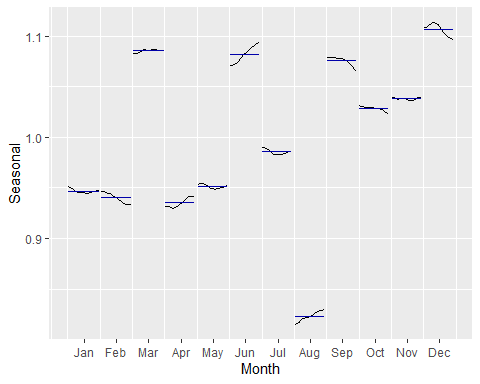 1.1
1.0
0.9
Seasonal
Jan Feb Mar Apr May Jun Jul Aug Sep Oct Nov Dec
Month